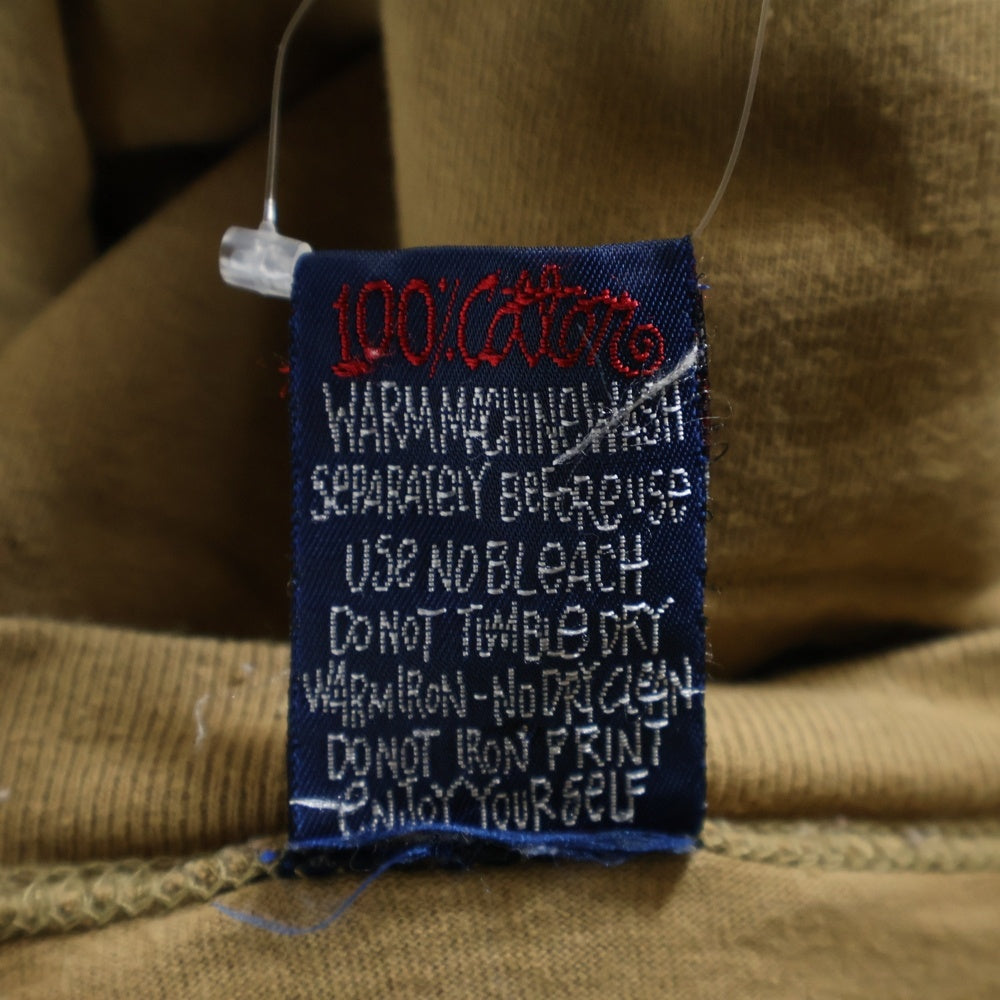 100% Cotton
WARM MACHINE WASH
SEPARATELY BEFORE USE
USE NO BLEACH
DO NOT TUMBLE DRY
WARM IRON - NO DRY CLEAN
DO NOT IRON PRINT
ENJOY YOURSELF